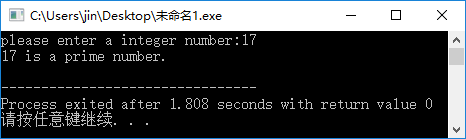 C:\Users\jin\Desktop\未命名1.exe
please enter a integer number:17
17 is a prime number.
--------------------------------
Process exited after 1.808 seconds with return value 0
请按任意键继续. . .